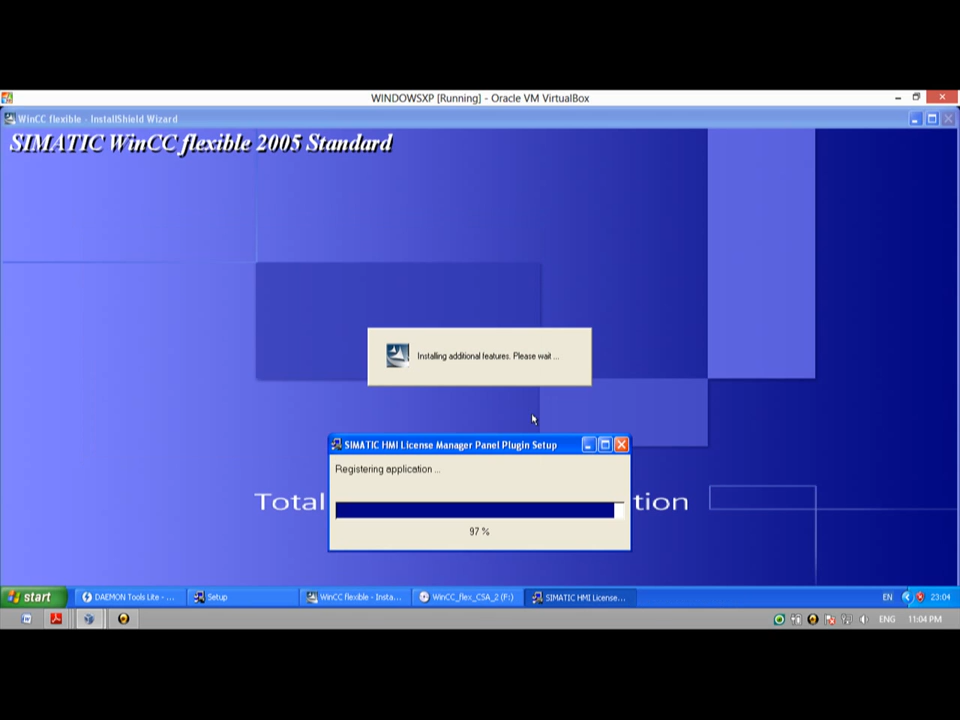 WINDOWSXP [Running] - Oracle VM VirtualBox
WinCC flexible - InstallShield Wizard
SIMATIC WinCC flexible 2005 Standard
Installing additional features. Please wait ...
SIMATIC HMI License Manager Panel Plugin Setup
Registering application ...
Total
tion
97 %
start
DAEMON Tools Lite - ...
Setup
WinCC flexible - Insta...
WinCC_flex_CSA_2 (F:)
SIMATIC HMI License...
EN
23:04
ENG
11:04 PM